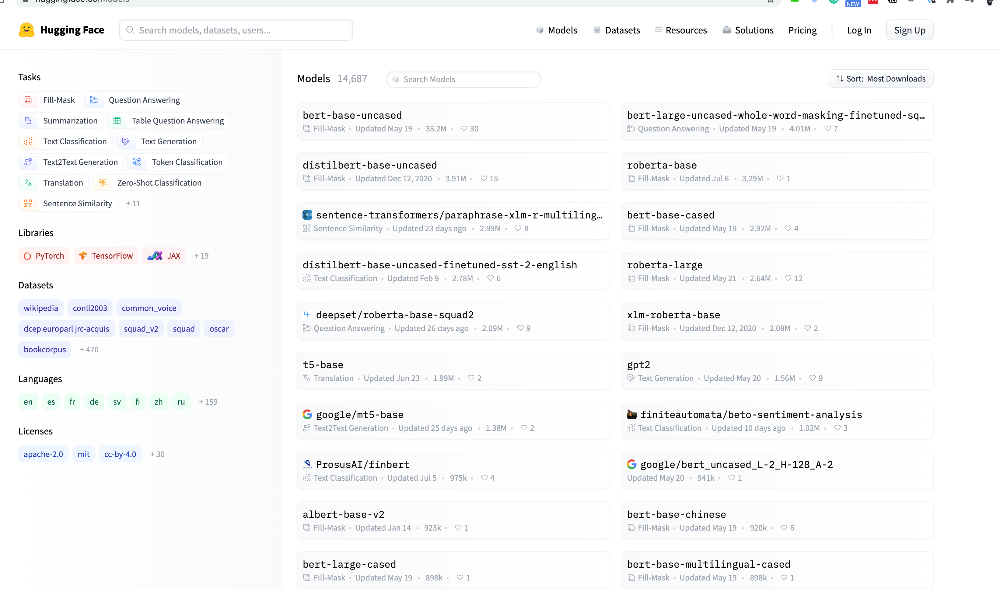 huggingface.co/models
NEW
Hugging Face
Search models, datasets, users...
Models
Datasets
Resources
Solutions
Pricing
Log In
Sign Up
Tasks
Fill-Mask Question Answering
Summarization Table Question Answering
Text Classification Text Generation
Text2Text Generation Token Classification
Translation Zero-Shot Classification
Sentence Similarity + 11
Libraries
PyTorch TensorFlow JAX + 19
Datasets
wikipedia conll2003 common_voice
dcep europarl jrc-acquis squad_v2 squad oscar
bookcorpus + 470
Languages
en es fr de sv fi zh ru + 159
Licenses
apache-2.0 mit cc-by-4.0 + 30
Models 14,687 Search Models
Sort: Most Downloads
bert-base-uncased
Fill-Mask • Updated May 19 • 35.2M • 30
bert-large-uncased-whole-word-masking-finetuned-sq…
Question Answering • Updated May 19 • 4.01M • 7
distilbert-base-uncased
Fill-Mask • Updated Dec 12, 2020 • 3.91M • 15
roberta-base
Fill-Mask • Updated Jul 6 • 3.29M • 1
sentence-transformers/paraphrase-xlm-r-multiling…
Sentence Similarity • Updated 23 days ago • 2.99M • 8
bert-base-cased
Fill-Mask • Updated May 19 • 2.92M • 4
distilbert-base-uncased-finetuned-sst-2-english
Text Classification • Updated Feb 9 • 2.78M • 6
roberta-large
Fill-Mask • Updated May 21 • 2.64M • 12
deepset/roberta-base-squad2
Question Answering • Updated 26 days ago • 2.09M • 9
xlm-roberta-base
Fill-Mask • Updated Dec 12, 2020 • 2.08M • 2
t5-base
Translation • Updated Jun 23 • 1.99M • 2
gpt2
Text Generation • Updated May 20 • 1.56M • 9
google/mt5-base
Text2Text Generation • Updated 25 days ago • 1.38M • 2
finiteautomata/beto-sentiment-analysis
Text Classification • Updated 10 days ago • 1.02M • 3
ProsusAI/finbert
Text Classification • Updated Jul 5 • 975k • 4
google/bert_uncased_L-2_H-128_A-2
Updated May 20 • 941k • 1
albert-base-v2
Fill-Mask • Updated Jan 14 • 923k • 1
bert-base-chinese
Fill-Mask • Updated May 19 • 920k • 6
bert-large-cased
Fill-Mask • Updated May 19 • 898k • 1
bert-base-multilingual-cased
Fill-Mask • Updated May 19 • 898k • 1